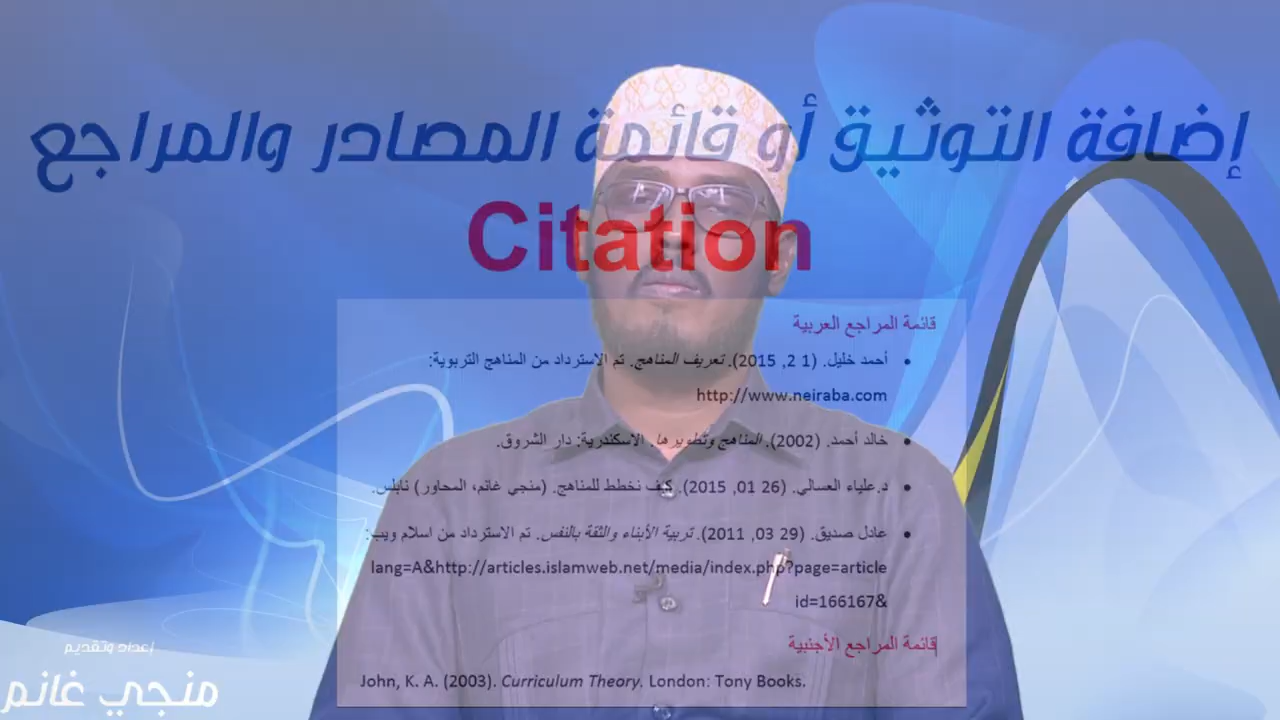 إضافة التوثيق أو قائمة المصادر والمراجع
Citation
قائمة المراجع العربية
• أحمد خليل. (1 2, 2015). تعريف المناهج. تم الاسترداد من المناهج التربوية:
http://www.neiraba.com
• خالد أحمد. (2002). المناهج وتطويرها. الاسكندرية: دار الشروق.
• د.علياء العسالي. (26 01, 2015). كيف نخطط للمناهج. (منجي غانم، المحاور) نابلس.
• عادل صديق. (29 03, 2011). تربية الأبناء والثقة بالنفس. تم الاسترداد من اسلام ويب:
lang=A&http://articles.islamweb.net/media/index.php?page=article
id=166167&
قائمة المراجع الأجنبية
John, K. A. (2003). Curriculum Theory. London: Tony Books.
إعداد وتقديم
منجي غانم